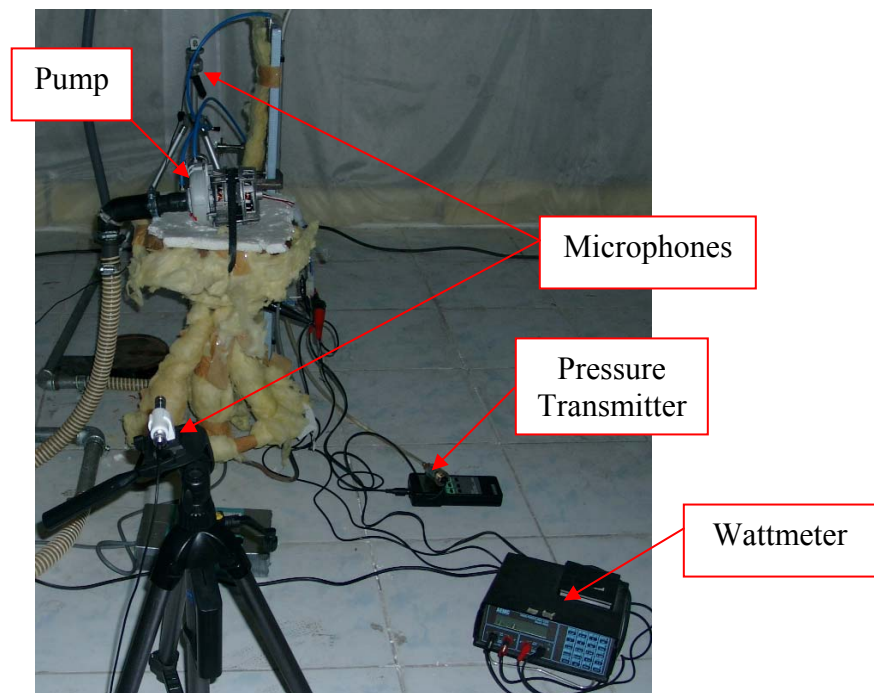 Pump
Microphones
Pressure
Transmitter
Wattmeter